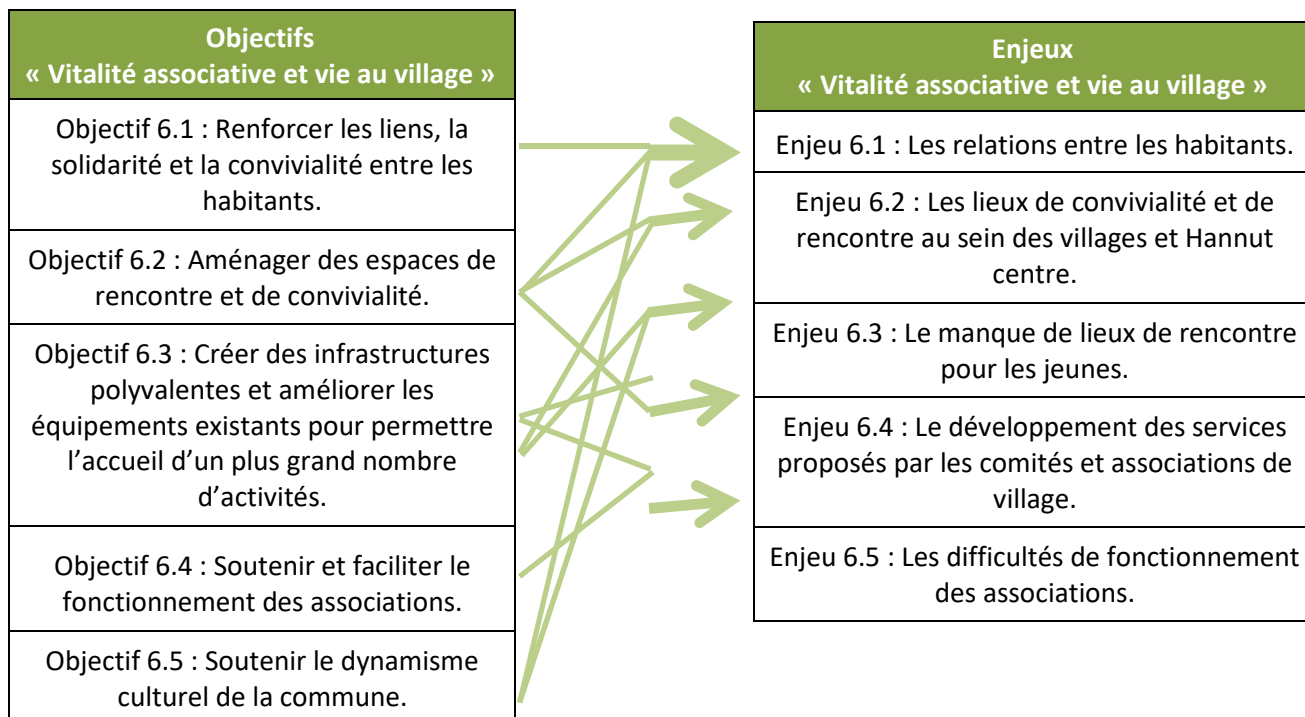 Objectifs
« Vitalité associative et vie au village »
Objectif 6.1 : Renforcer les liens, la
solidarité et la convivialité entre les
habitants.
Objectif 6.2 : Aménager des espaces de
rencontre et de convivialité.
Objectif 6.3 : Créer des infrastructures
polyvalentes et améliorer les
équipements existants pour permettre
l’accueil d’un plus grand nombre
d’activités.
Objectif 6.4 : Soutenir et faciliter le
fonctionnement des associations.
Objectif 6.5 : Soutenir le dynamisme
culturel de la commune.
Enjeux
« Vitalité associative et vie au village »
Enjeu 6.1 : Les relations entre les habitants.
Enjeu 6.2 : Les lieux de convivialité et de
rencontre au sein des villages et Hannut
centre.
Enjeu 6.3 : Le manque de lieux de rencontre
pour les jeunes.
Enjeu 6.4 : Le développement des services
proposés par les comités et associations de
village.
Enjeu 6.5 : Les difficultés de fonctionnement
des associations.